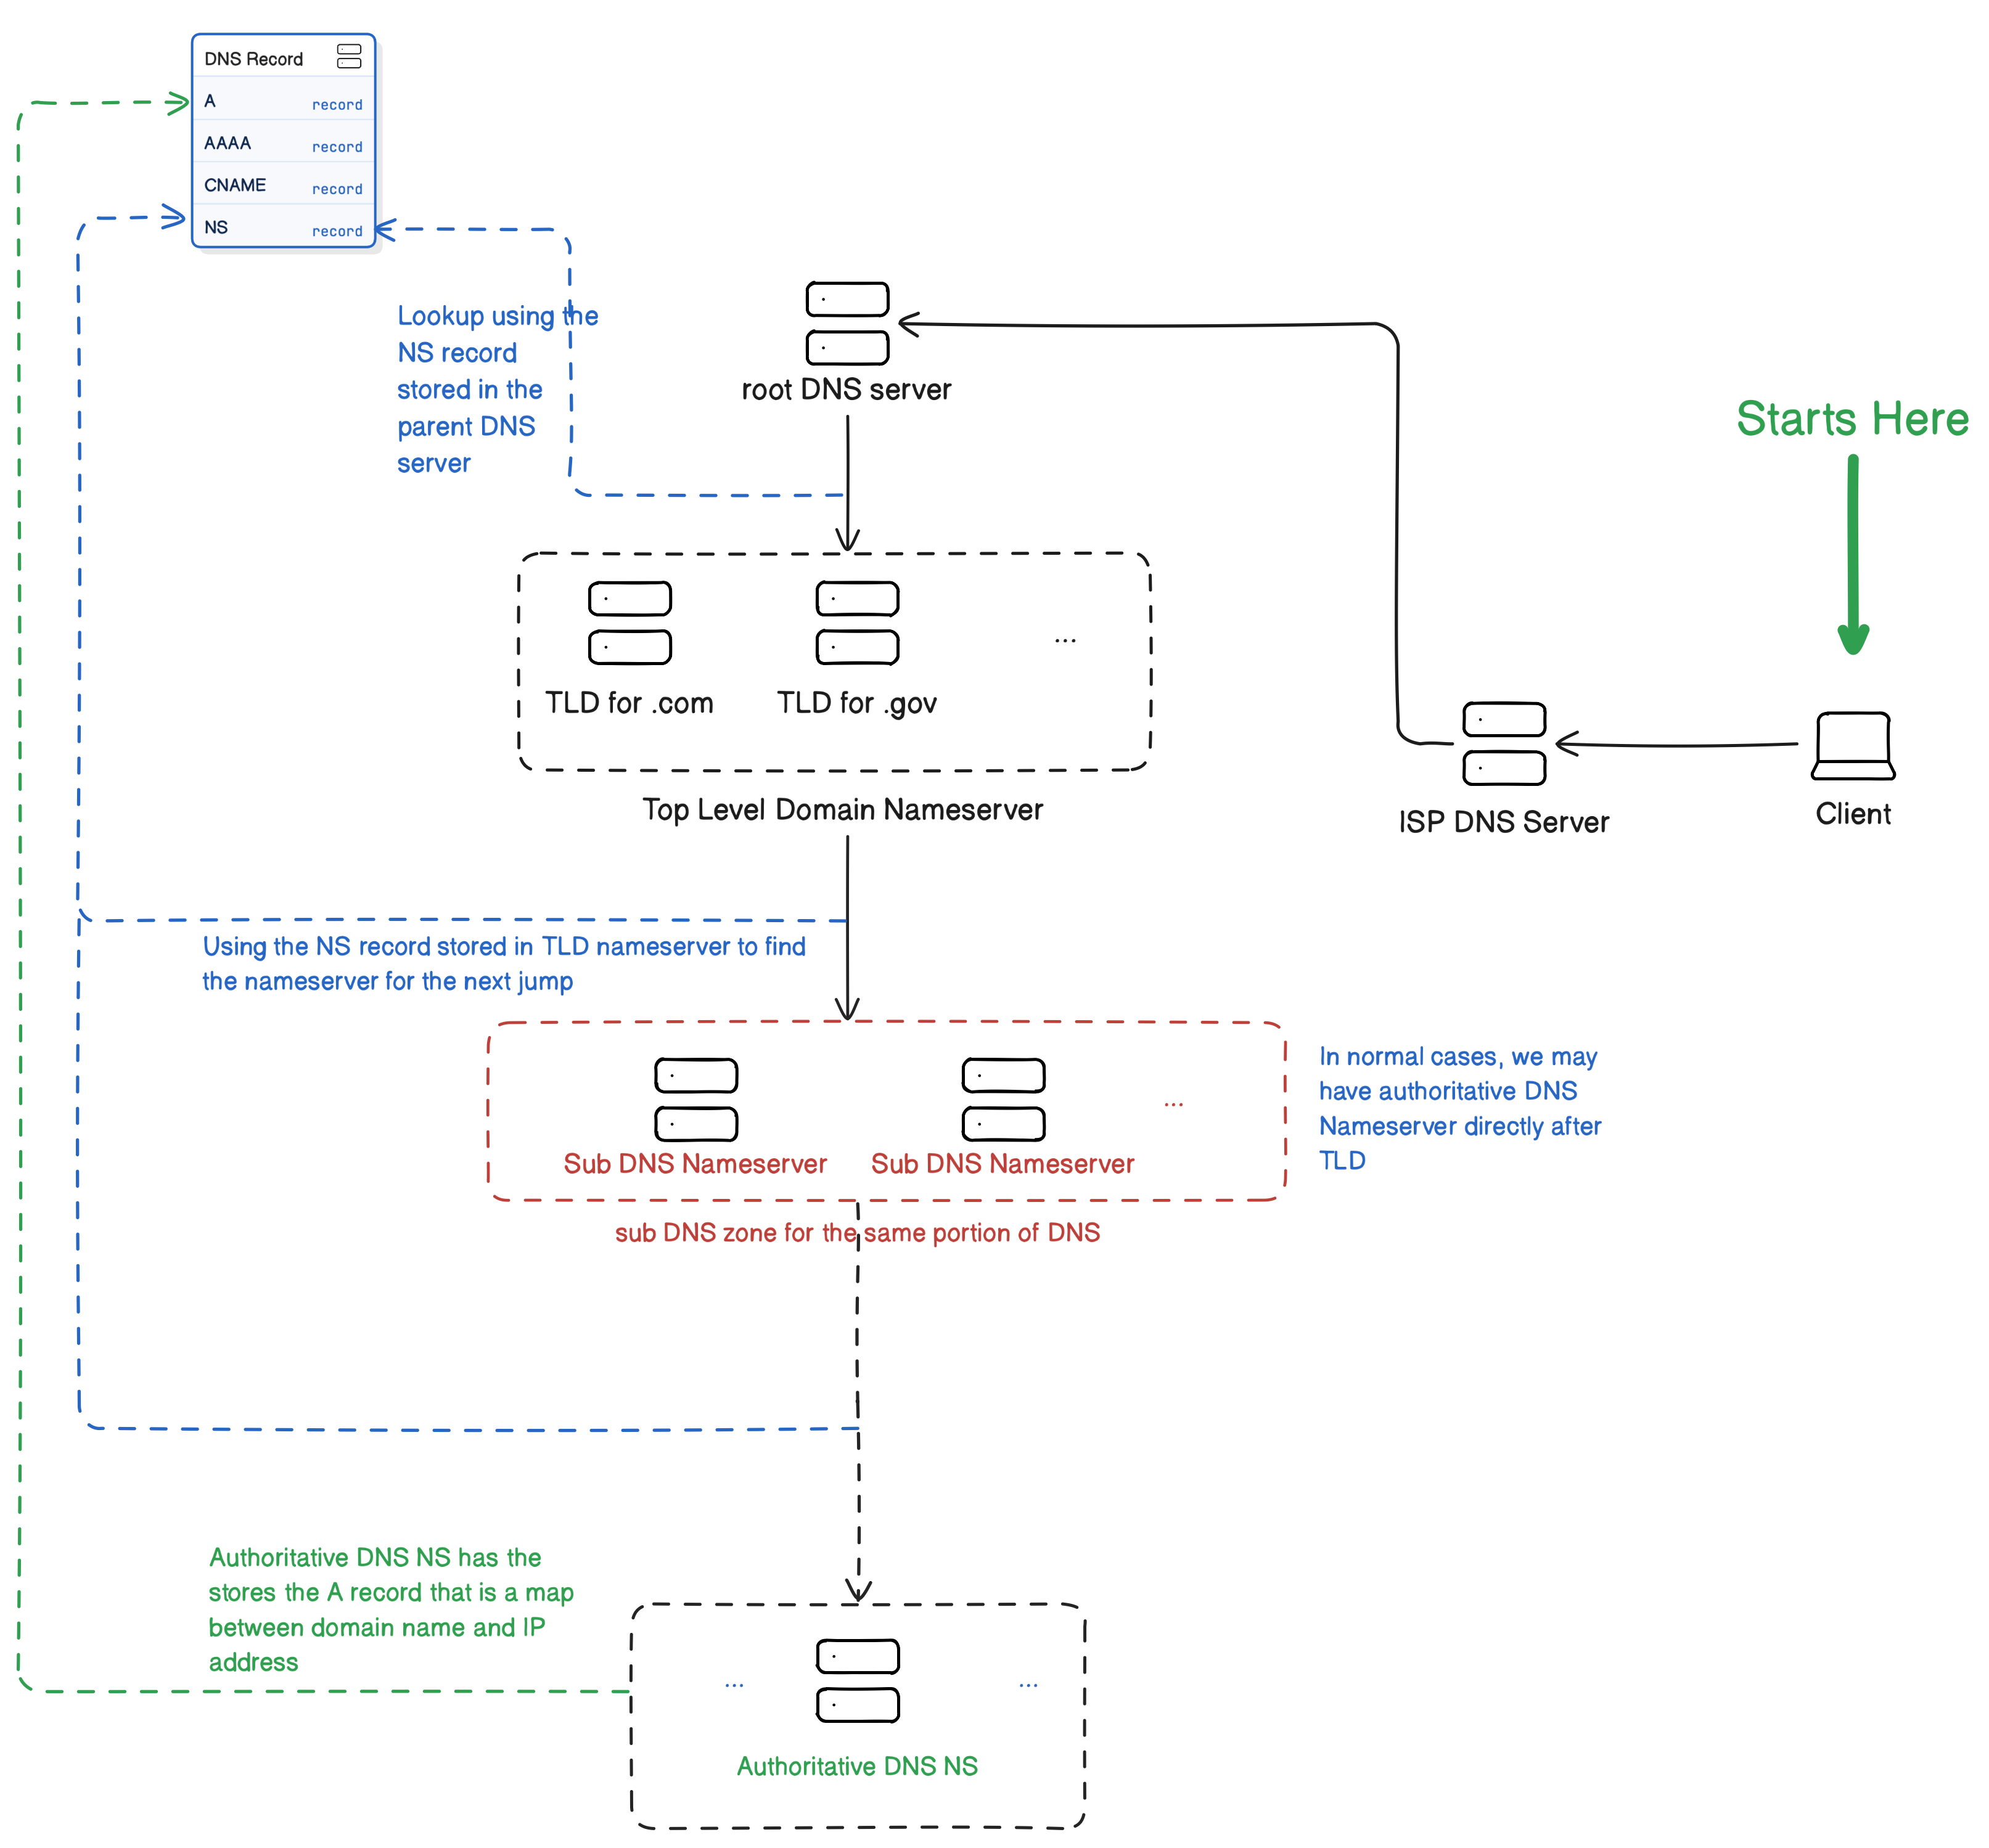 DNS Record
A record
AAAA record
CNAME record
NS record
Lookup using the
NS record
stored in the
parent DNS
server
root DNS server
Starts Here
TLD for .com
TLD for .gov
...
Top Level Domain Nameserver
ISP DNS Server
Client
Using the NS record stored in TLD nameserver to find
the nameserver for the next jump
Sub DNS Nameserver
Sub DNS Nameserver
...
sub DNS zone for the same portion of DNS
In normal cases, we may
have authoritative DNS
Nameserver directly after
TLD
Authoritative DNS NS has the
stores the A record that is a map
between domain name and IP
address
...
...
Authoritative DNS NS